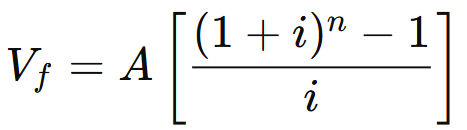 V_f = A [ ((1 + i)^n − 1) / i ]